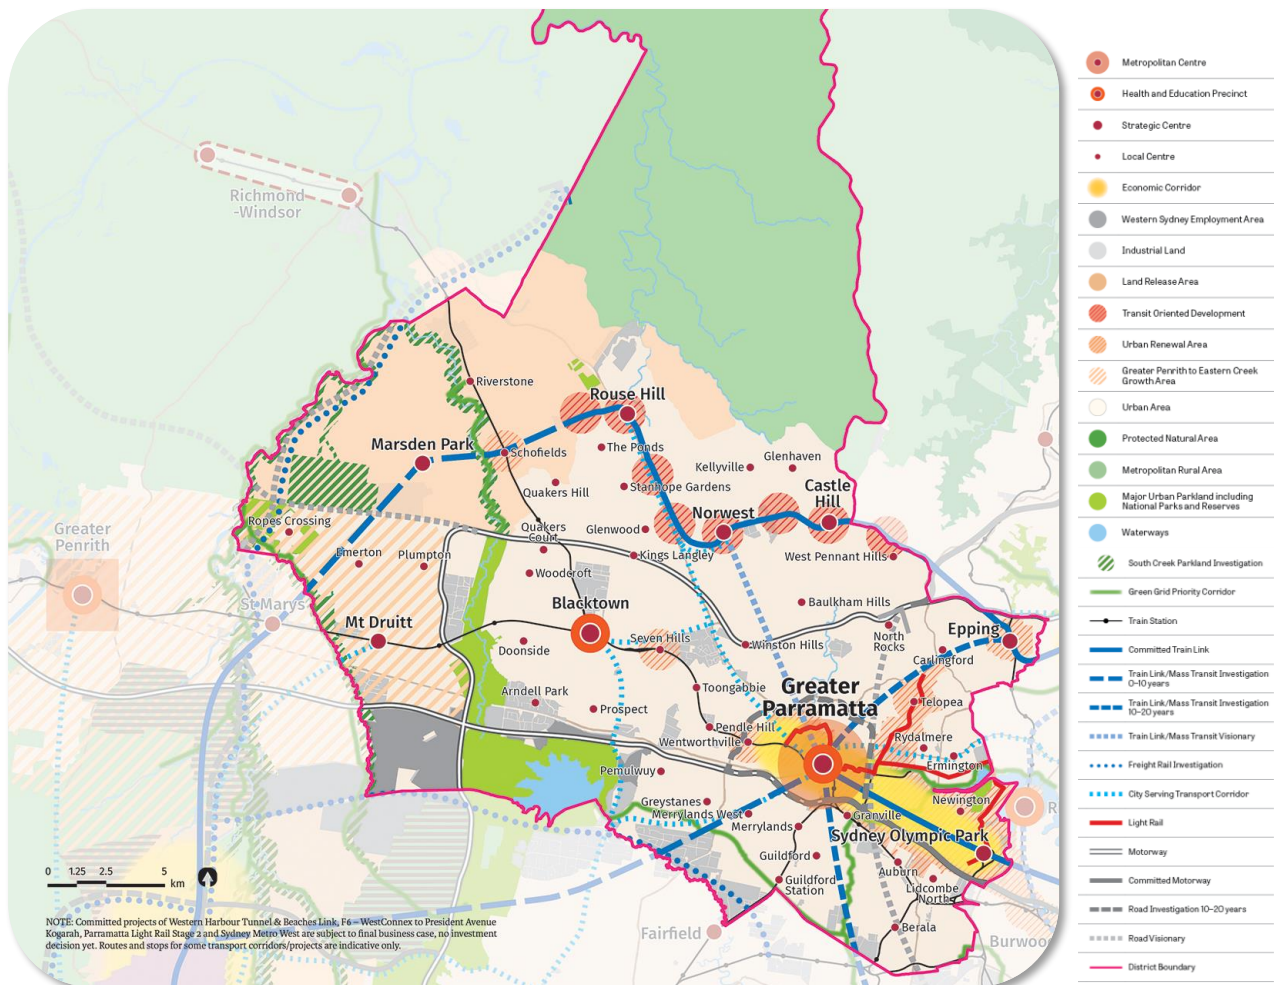 Metropolitan Centre
Health and Education Precinct
Strategic Centre
Local Centre
Economic Corridor
Western Sydney Employment Area
Industrial Land
Land Release Area
Transit Oriented Development
Urban Renewal Area
Greater Penrith to Eastern Creek
Growth Area
Urban Area
Protected Natural Area
Metropolitan Rural Area
Major Urban Parkland including
National Parks and Reserves
Waterways
South Creek Parkland Investigation
Green Grid Priority Corridor
Train Station
Committed Train Link
Train Link/Mass Transit Investigation
0-10 years
Train Link/Mass Transit Investigation
10-20 years
Train Link/Mass Transit Visionary
Freight Rail Investigation
City Serving Transport Corridor
Light Rail
Motorway
Committed Motorway
Road Investigation 10-20 years
Road Visionary
District Boundary
Richmond
-Windsor
Riverstone
Rouse Hill
Marsden Park
Schofields
The Ponds
Kellyville
Glenhaven
Quakers Hill
Stanhope Gardens
Castle
Hill
Norwest
Ropes Crossing
Quakers
Court
Glenwood
Greater
Penrith
Emerton
Plumpton
Kings Langley
West Pennant Hills
Woodcroft
St Marys
Blacktown
Baulkham Hills
Mt Druitt
Doonside
Seven Hills
Winston Hills
North
Rocks
Epping
Carlingford
Arndell Park
Toongabbie
Greater
Parramatta
Telopea
Prospect
Pendle Hill
Wentworthville
Rydalmere
Ermington
Pemulwuy
Greystanes
Merrylands West
Newington
R
Merrylands
Granville
Sydney Olympic Park
Guildford
Auburn
Guildford
Station
Lidcombe
North
Berala
Fairfield
Burwoo
0 1.25 2.5 5
km
NOTE: Committed projects of Western Harbour Tunnel & Beaches Link, F6 – WestConnex to President Avenue
Kogarah, Parramatta Light Rail Stage 2 and Sydney Metro West are subject to final business case, no investment
decision yet. Routes and stops for some transport corridors/projects are indicative only.